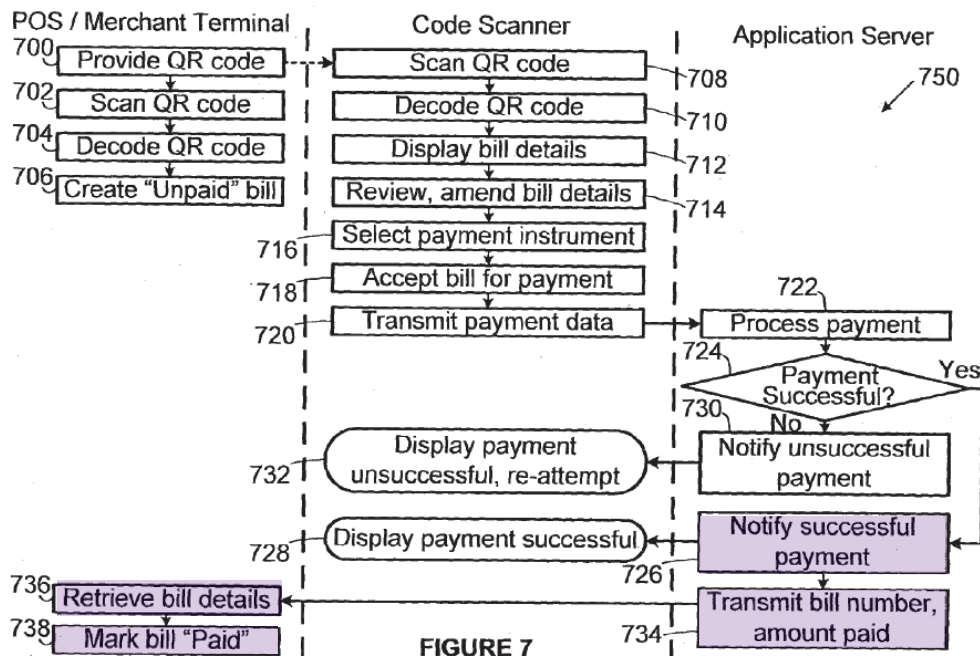 POS / Merchant Terminal
Code Scanner
Application Server
700
Provide QR code
Scan QR code
708
750
702
Scan QR code
Decode QR code
710
704
Decode QR code
Display bill details
712
706
Create “Unpaid” bill
Review, amend bill details
714
716
Select payment instrument
718
Accept bill for payment
722
720
Transmit payment data
Process payment
724
Payment
Successful?
Yes
730
No
732
Display payment
unsuccessful, re-attempt
Notify unsuccessful
payment
728
Display payment successful
Notify successful
payment
726
736
Retrieve bill details
Transmit bill number,
amount paid
734
738
Mark bill “Paid”
FIGURE 7